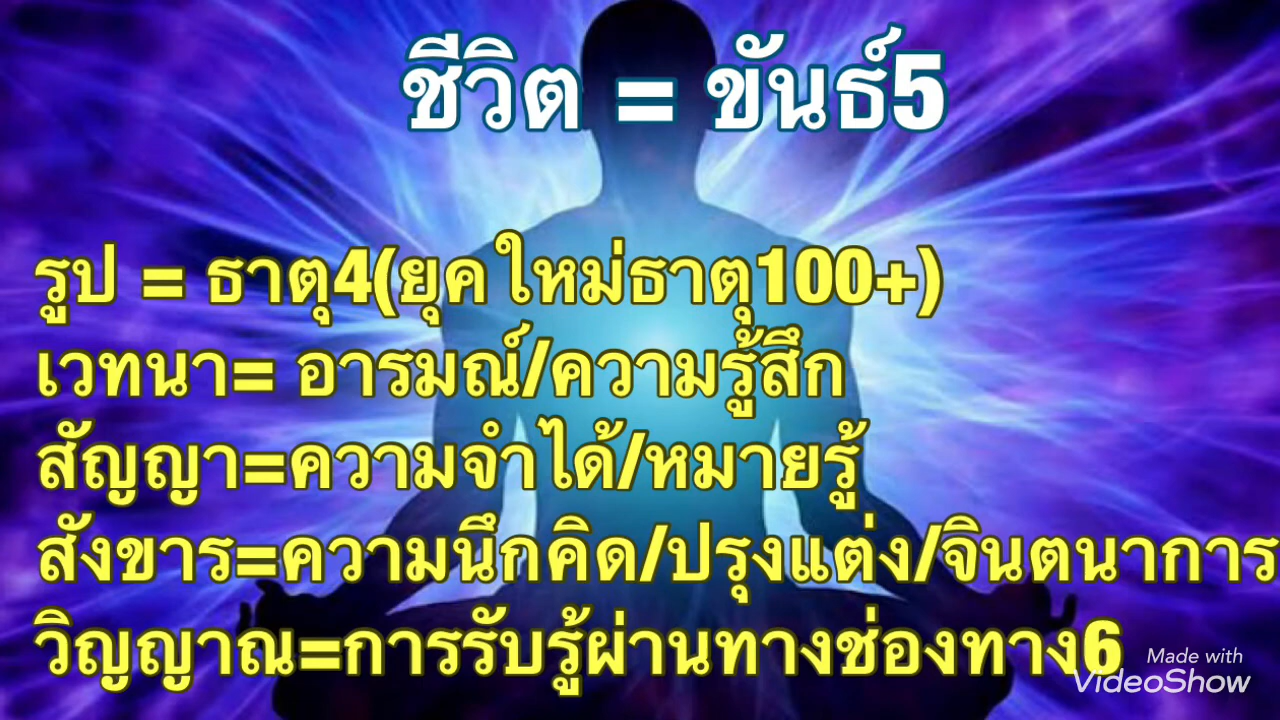 ชีวิต = ขันธ์5
รูป = ธาตุ4(ยุคใหม่ธาตุ100+)
เวทนา= อารมณ์/ความรู้สึก
สัญญา=ความจำได้/หมายรู้
สังขาร=ความนึกคิด/ปรุงแต่ง/จินตนาการ
วิญญาณ=การรับรู้ผ่านทางช่องทาง6
Made with
VideoShow